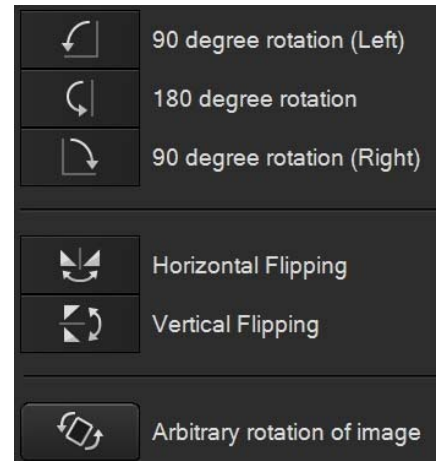 90 degree rotation (Left)
180 degree rotation
90 degree rotation (Right)
Horizontal Flipping
Vertical Flipping
Arbitrary rotation of image